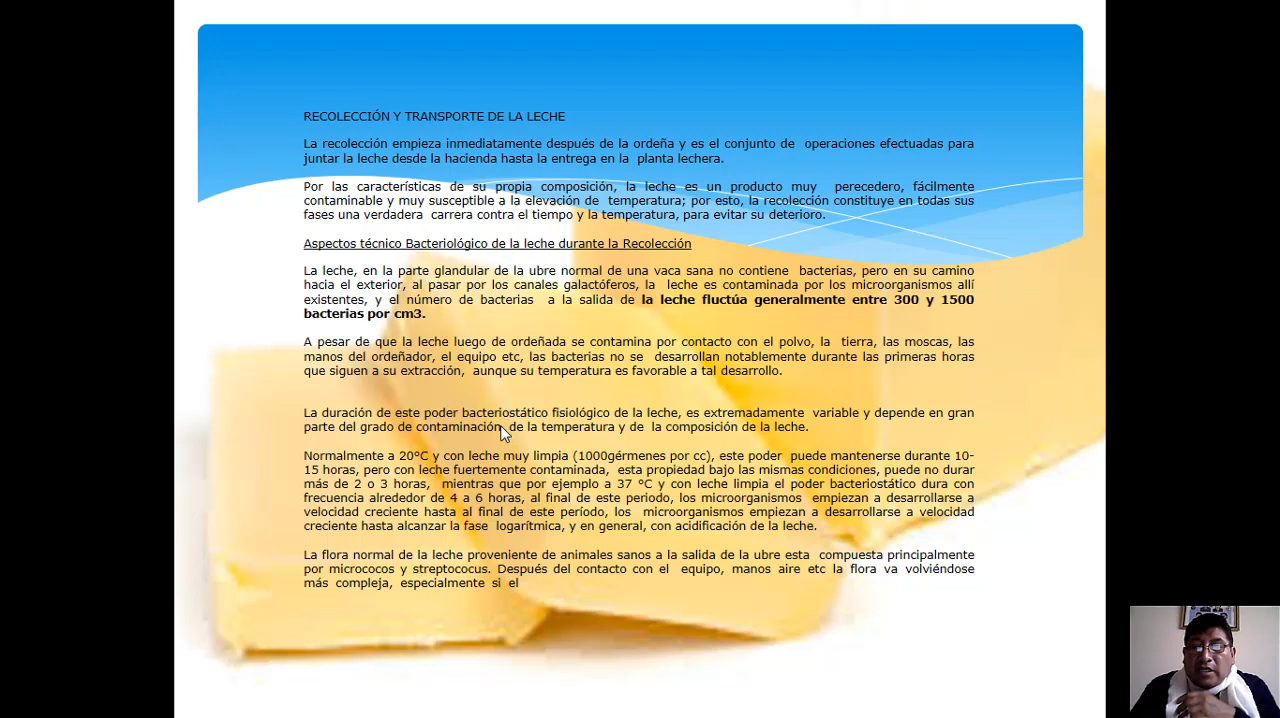 RECOLECCIÓN Y TRANSPORTE DE LA LECHE
La recolección empieza inmediatamente después de la ordeña y es el conjunto de operaciones efectuadas para
juntar la leche desde la hacienda hasta la entrega en la planta lechera.
Por las características de su propia composición, la leche es un producto muy perecedero, fácilmente
contaminable y muy susceptible a la elevación de temperatura; por esto, la recolección constituye en todas sus
fases una verdadera carrera contra el tiempo y la temperatura, para evitar su deterioro.
Aspectos técnico Bacteriológico de la leche durante la Recolección
La leche, en la parte glandular de la ubre normal de una vaca sana no contiene bacterias, pero en su camino
hacia el exterior, al pasar por los canales galactóferos, la leche es contaminada por los microorganismos allí
existentes, y el número de bacterias a la salida de la leche fluctúa generalmente entre 300 y 1500
bacterias por cm3.
A pesar de que la leche luego de ordeñada se contamina por contacto con el polvo, la tierra, las moscas, las
manos del ordeñador, el equipo etc, las bacterias no se desarrollan notablemente durante las primeras horas
que siguen a su extracción, aunque su temperatura es favorable a tal desarrollo.
La duración de este poder bacteriostático fisiológico de la leche, es extremadamente variable y depende en gran
parte del grado de contaminación, de la temperatura y de la composición de la leche.
Normalmente a 20°C y con leche muy limpia (1000gérmenes por cc), este poder puede mantenerse durante 10-
15 horas, pero con leche fuertemente contaminada, esta propiedad bajo las mismas condiciones, puede no durar
más de 2 o 3 horas, mientras que por ejemplo a 37 °C y con leche limpia el poder bacteriostático dura con
frecuencia alrededor de 4 a 6 horas, al final de este periodo, los microorganismos empiezan a desarrollarse a
velocidad creciente hasta al final de este período, los microorganismos empiezan a desarrollarse a velocidad
creciente hasta alcanzar la fase logarítmica, y en general, con acidificación de la leche.
La flora normal de la leche proveniente de animales sanos a la salida de la ubre esta compuesta principalmente
por micrococos y streptococus. Después del contacto con el equipo, manos aire etc la flora va volviéndose
más compleja, especialmente si el